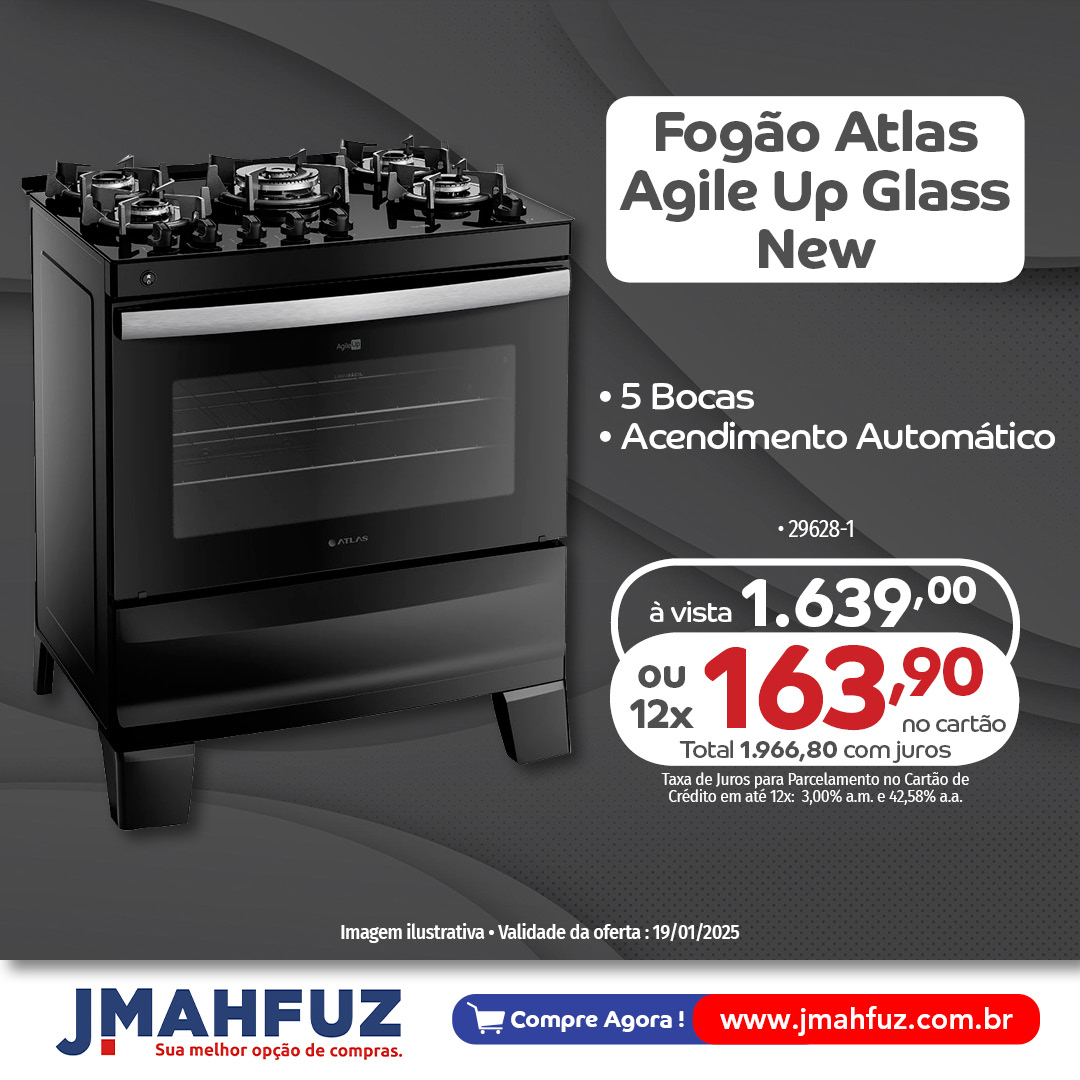 Fogão Atlas
Agile Up Glass
New
• 5 Bocas
• Acendimento Automático
• 29628-1
à vista 1.639,00
ou
12x 163,90
no cartão
Total 1.966,80 com juros
Taxa de Juros para Parcelamento no Cartão de
Crédito em até 12x: 3,00% a.m. e 42,58% a.a.
AgileUp
ATLAS
Imagem ilustrativa • Validade da oferta : 19/01/2025
JMAHFUZ
Sua melhor opção de compras.
Compre Agora !
www.jmahfuz.com.br